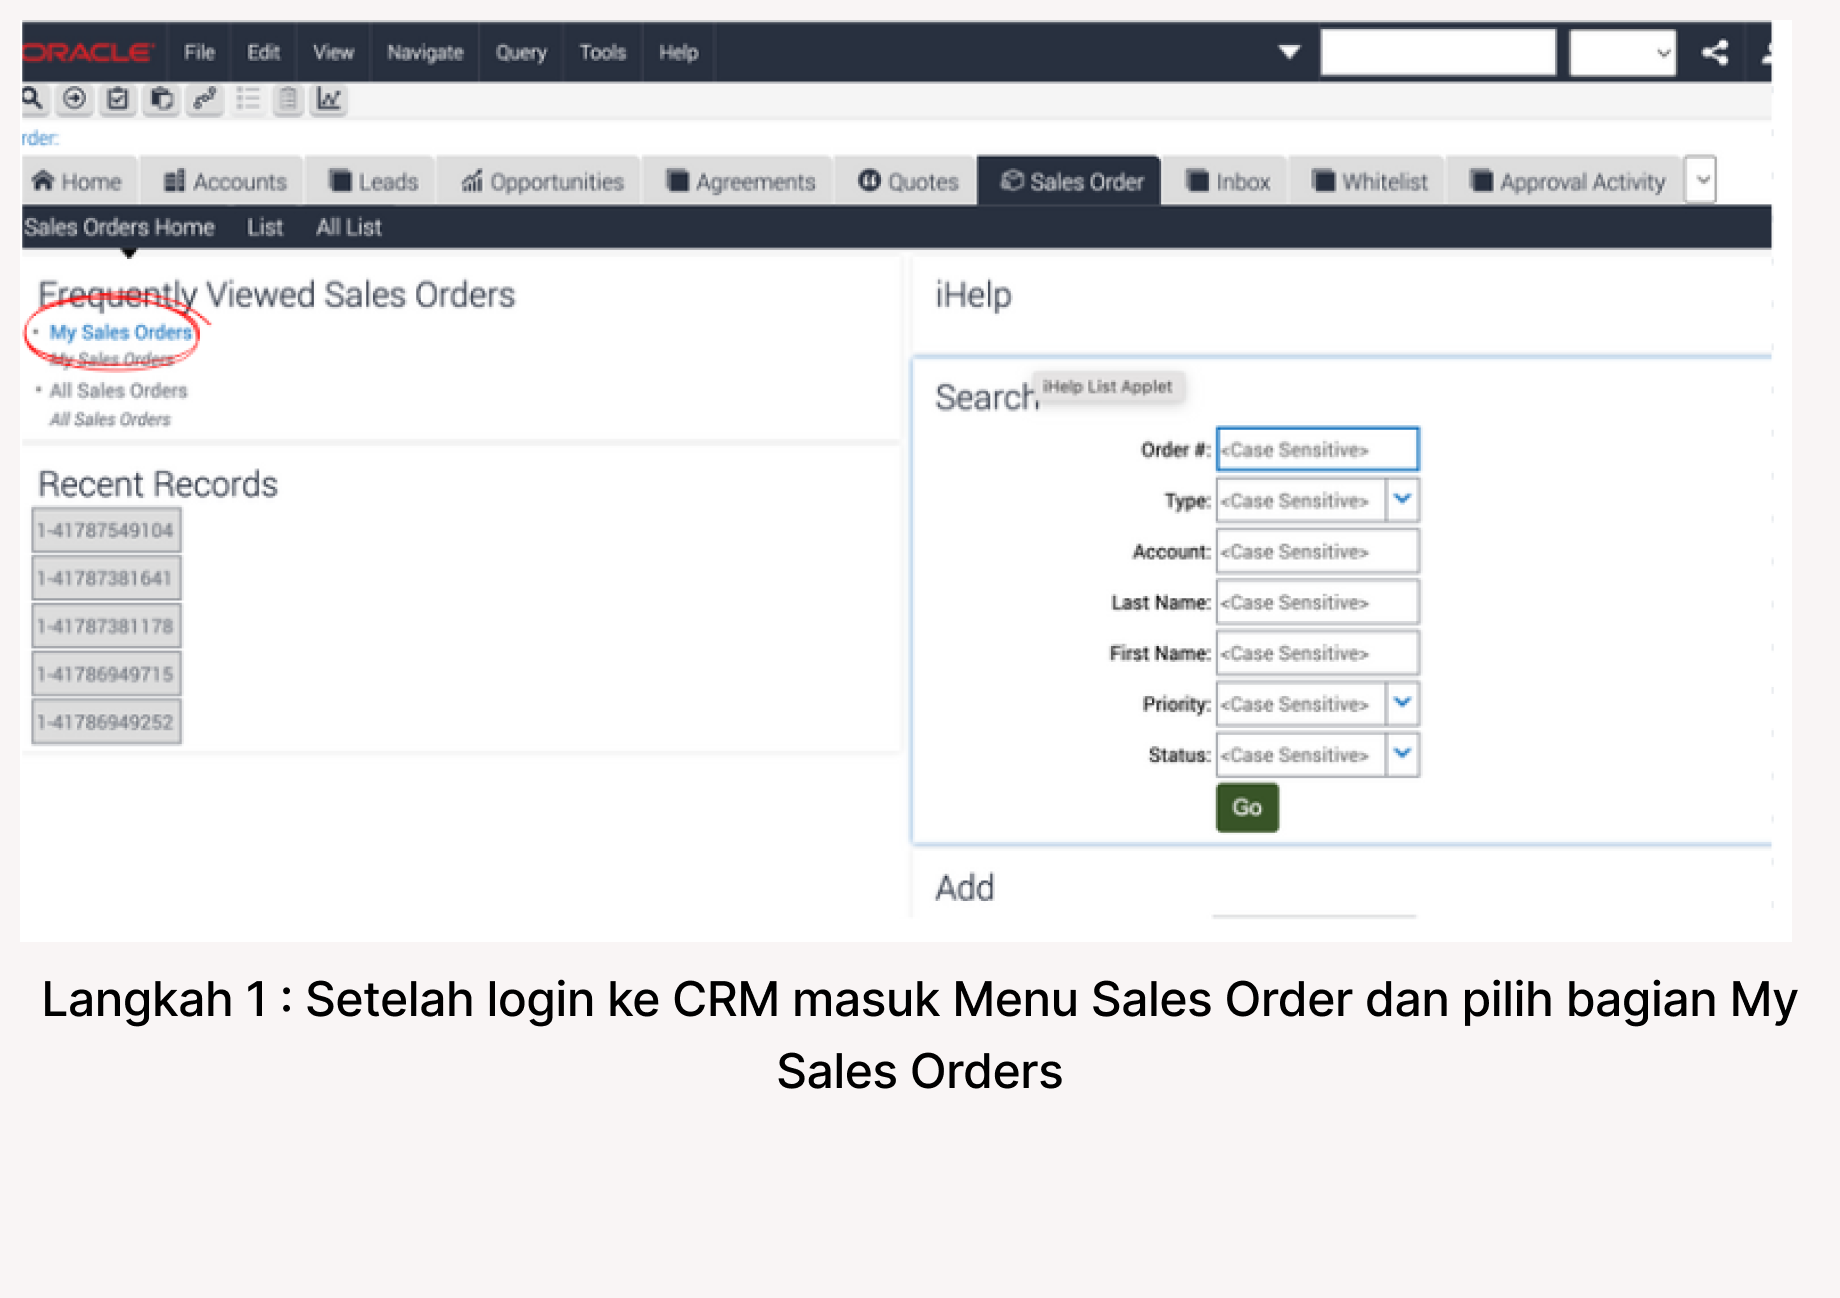 ORACLE File Edit View Navigate Query Tools Help
rder:
Home Accounts Leads Opportunities Agreements Quotes Sales Order Inbox Whitelist Approval Activity
Sales Orders Home List All List
Frequently Viewed Sales Orders
My Sales Orders
My Sales Orders
All Sales Orders
All Sales Orders
Recent Records
1-41787549104
1-41787381641
1-41787381178
1-41786949715
1-41786949252
iHelp
Search
iHelp List Applet
Order #: <Case Sensitive>
Type: <Case Sensitive>
Account: <Case Sensitive>
Last Name: <Case Sensitive>
First Name: <Case Sensitive>
Priority: <Case Sensitive>
Status: <Case Sensitive>
Go
Add
Langkah 1 : Setelah login ke CRM masuk Menu Sales Order dan pilih bagian My
Sales Orders